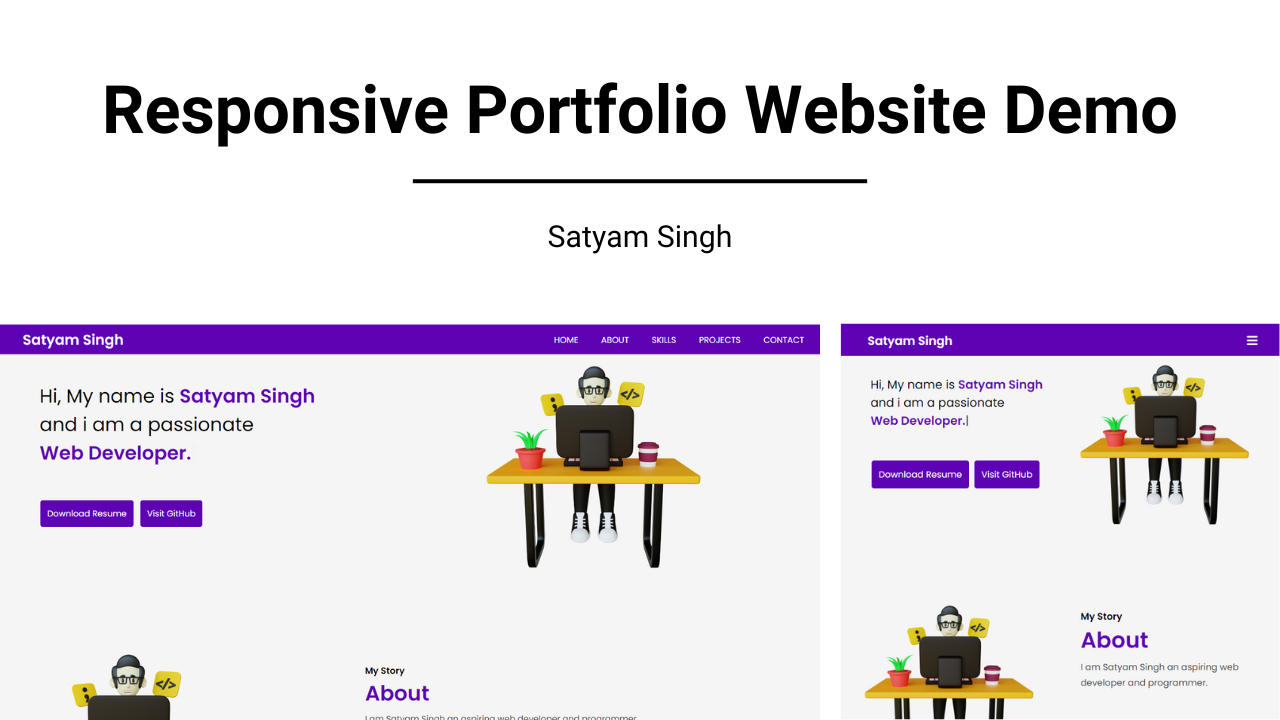 Responsive Portfolio Website Demo
Satyam Singh
Satyam Singh
HOME ABOUT SKILLS PROJECTS CONTACT
Hi, My name is Satyam Singh
and i am a passionate
Web Developer.
Download Resume Visit GitHub
</>
;
My Story
About
I am Satyam Singh an aspiring web developer and programmer.
</>
;
Satyam Singh
Hi, My name is Satyam Singh
and i am a passionate
Web Developer.|
Download Resume Visit GitHub
</>
;
My Story
About
I am Satyam Singh an aspiring web
developer and programmer.
</>
;